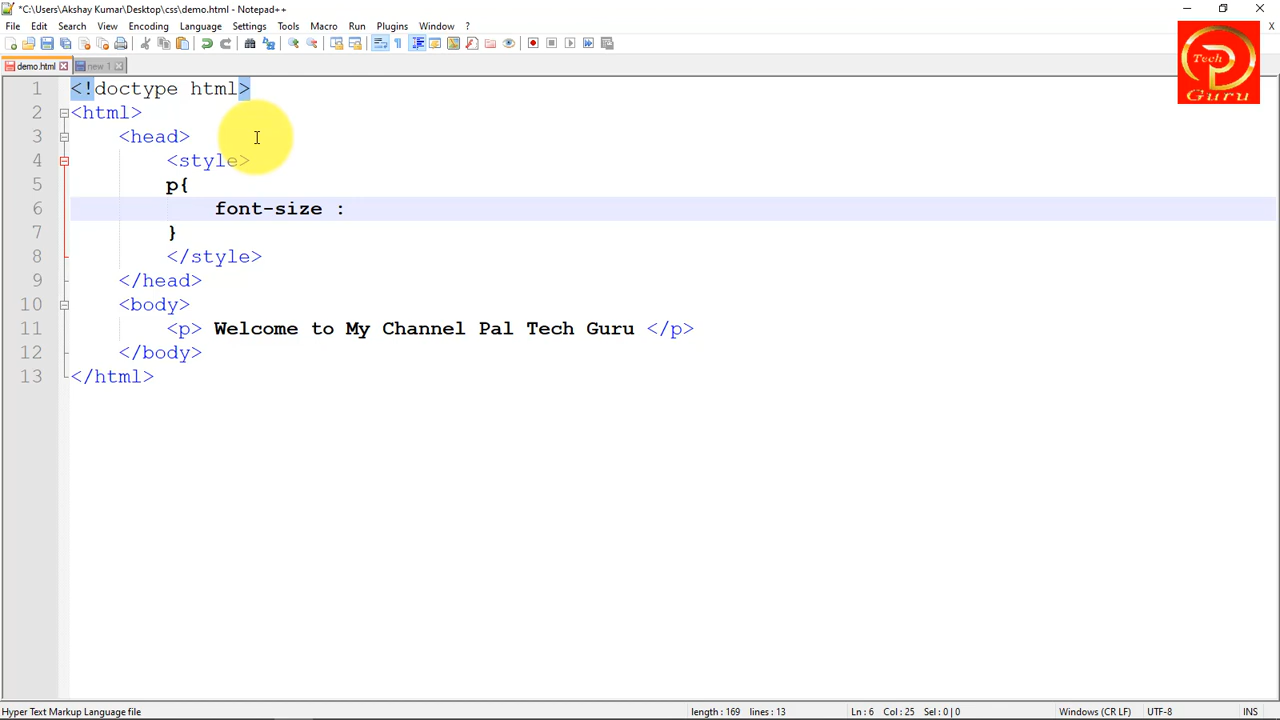 *C:\Users\Akshay Kumar\Desktop\css\demo.html - Notepad++
File Edit Search View Encoding Language Settings Tools Macro Run Plugins Window ?
X
demo.html new 1
1 <!doctype html>
2 <html>
3 <head>
4 <style>
5 p{
6 font-size :
7 }
8 </style>
9 </head>
10 <body>
11 <p> Welcome to My Channel Pal Tech Guru </p>
12 </body>
13 </html>
Tech
Guru
Hyper Text Markup Language file length : 169 lines : 13 Ln : 6 Col : 25 Sel : 0 | 0 Windows (CR LF) UTF-8 INS